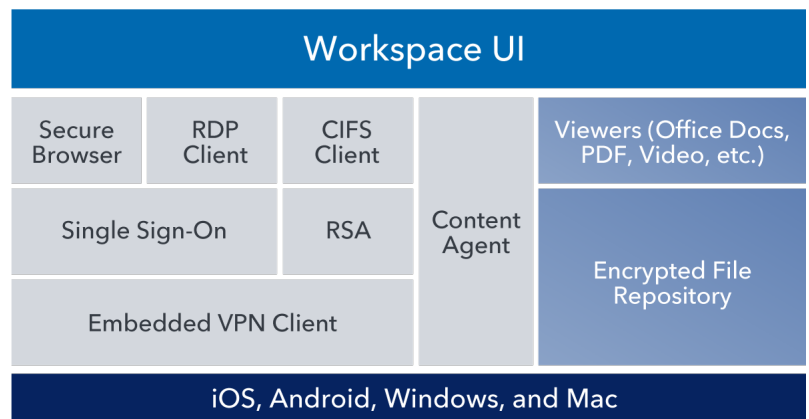 Workspace UI
Secure
Browser
RDP
Client
CIFS
Client
Content
Agent
Viewers (Office Docs,
PDF, Video, etc.)
Single Sign-On
RSA
Encrypted File
Repository
Embedded VPN Client
iOS, Android, Windows, and Mac